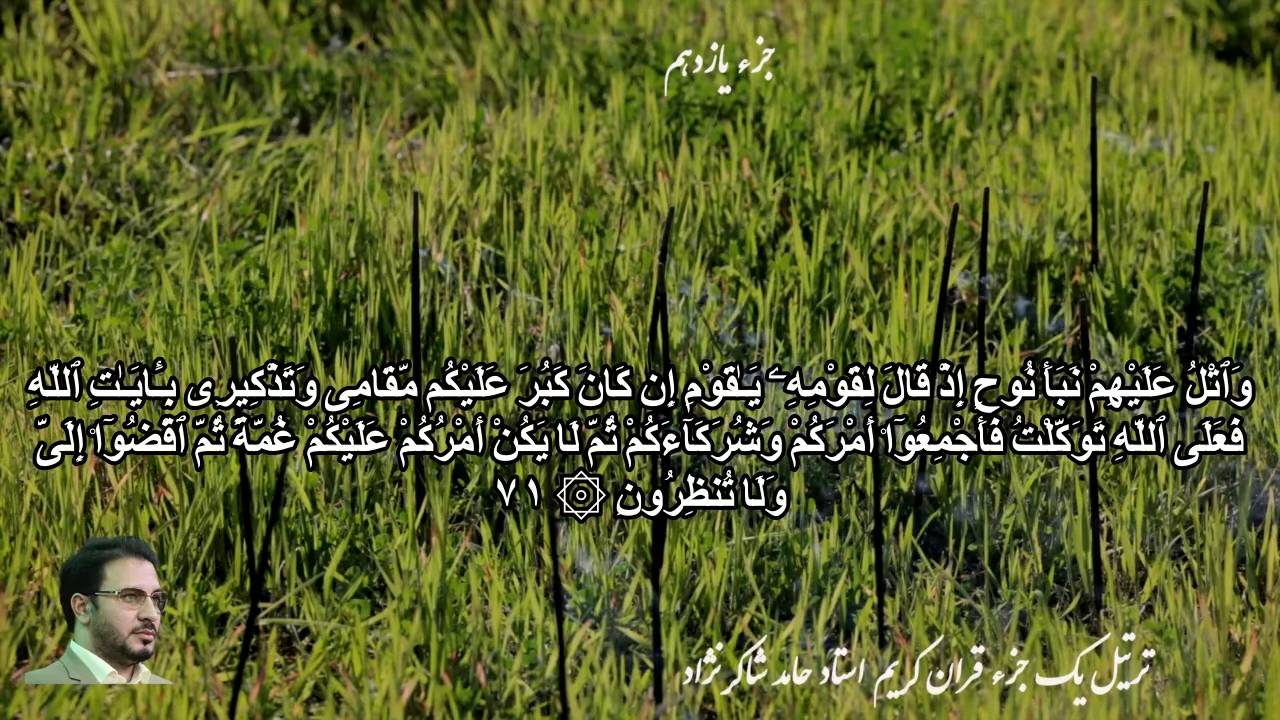 جزء یازدهم
وَٱتْلُ عَلَيْهِمْ نَبَأَ نُوحٍ إِذْ قَالَ لِقَوْمِهِۦ يَـٰقَوْمِ إِن كَانَ كَبُرَ عَلَيْكُم مَّقَامِى وَتَذْكِيرِى بِـَٔايَـٰتِ ٱللَّهِ
فَعَلَى ٱللَّهِ تَوَكَّلْتُ فَأَجْمِعُوٓا۟ أَمْرَكُمْ وَشُرَكَآءَكُمْ ثُمَّ لَا يَكُنْ أَمْرُكُمْ عَلَيْكُمْ غُمَّةً ثُمَّ ٱقْضُوٓا۟ إِلَىَّ
وَلَا تُنظِرُونِ ۞ ٧١
ترتیل یک جزء قران کریم استاد حامد شاکرنژاد